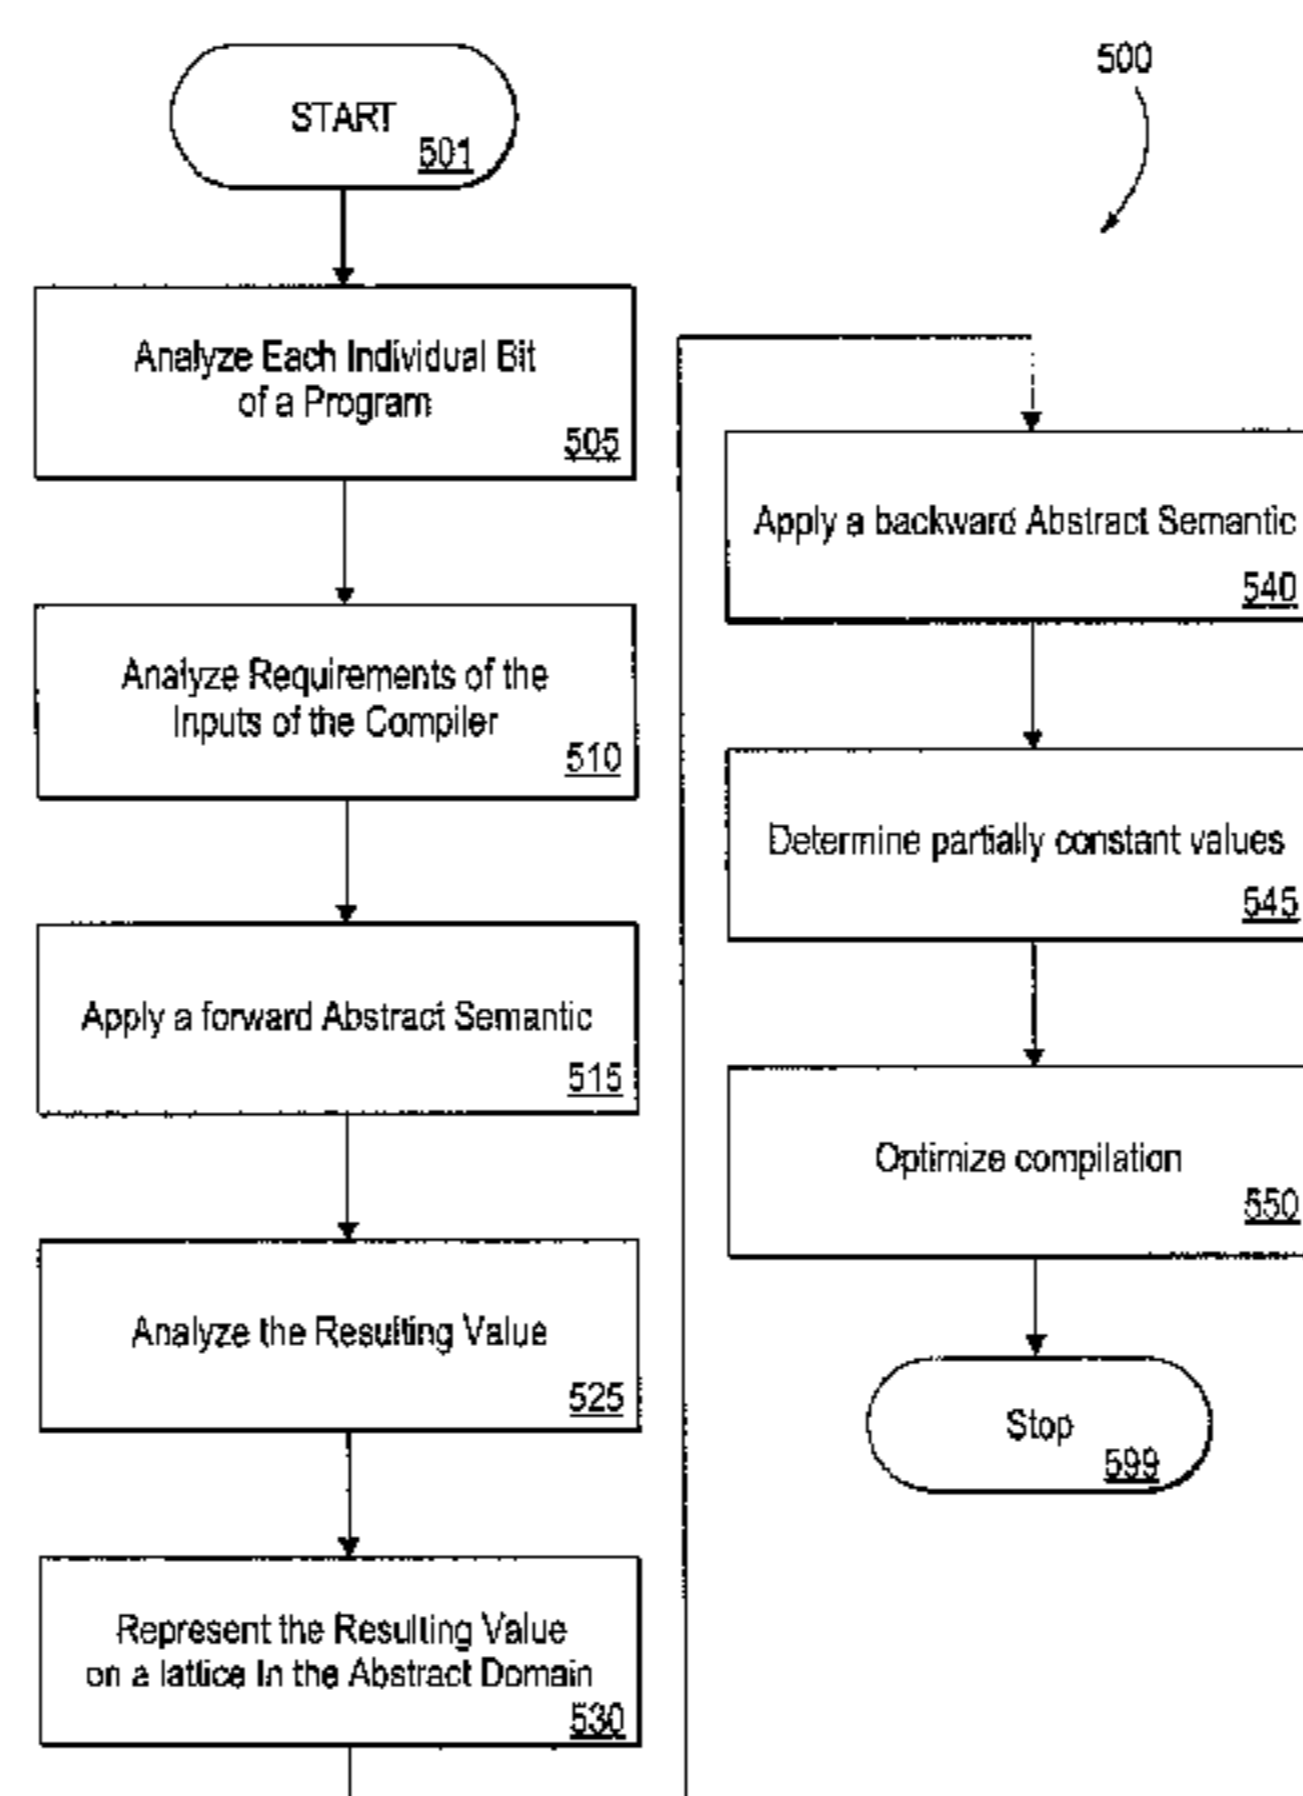 START
501
Analyze Each Individual Bit
of a Program
505
Analyze Requirements of the
Inputs of the Compiler
510
Apply a forward Abstract Semantic
515
Analyze the Resulting Value
525
Represent the Resulting Value
on a lattice In the Abstract Domain
530
500
Apply a backward Abstract Semantic
540
Determine partially constant values
545
Optimize compilation
550
Stop
599